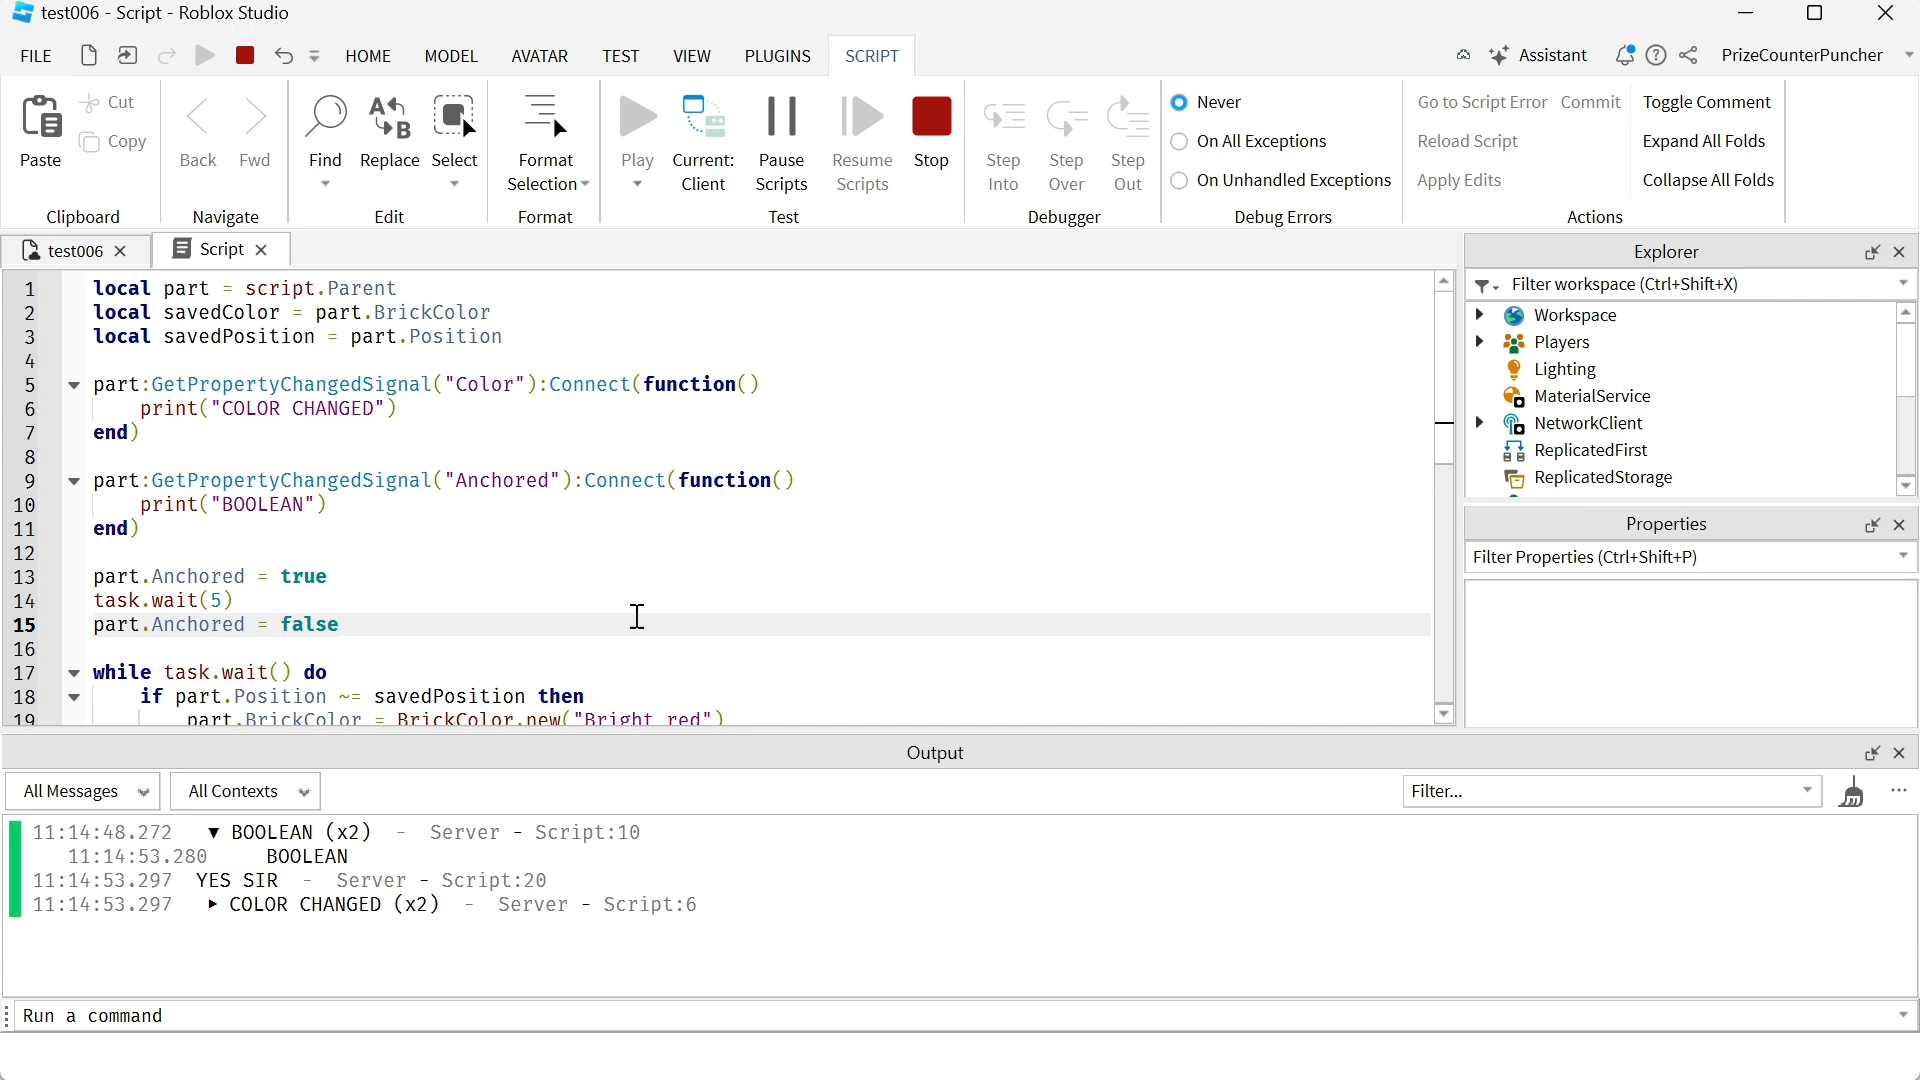 test006 - Script - Roblox Studio
FILE HOME MODEL AVATAR TEST VIEW PLUGINS SCRIPT Assistant PrizeCounterPuncher
Paste Cut Copy
Back Fwd
Find Replace Select
Format Selection
Play Current: Client Pause Scripts Resume Scripts Stop
Step Into Step Over Step Out
Never
On All Exceptions
On Unhandled Exceptions
Go to Script Error Commit Toggle Comment
Reload Script Expand All Folds
Apply Edits Collapse All Folds
Clipboard Navigate Edit Format Test Debugger Debug Errors Actions
test006 Script
1 local part = script.Parent
2 local savedColor = part.BrickColor
3 local savedPosition = part.Position
4
5 part:GetPropertyChangedSignal("Color"):Connect(function()
6 print("COLOR CHANGED")
7 end)
8
9 part:GetPropertyChangedSignal("Anchored"):Connect(function()
10 print("BOOLEAN")
11 end)
12
13 part.Anchored = true
14 task.wait(5)
15 part.Anchored = false
16
17 while task.wait() do
18 if part.Position ~= savedPosition then
19 part.BrickColor = BrickColor.new("Bright red")
Explorer
Filter workspace (Ctrl+Shift+X)
Workspace
Players
Lighting
MaterialService
NetworkClient
ReplicatedFirst
ReplicatedStorage
Properties
Filter Properties (Ctrl+Shift+P)
Output
All Messages All Contexts Filter...
11:14:48.272 ▼ BOOLEAN (x2) - Server - Script:10
11:14:53.280 BOOLEAN
11:14:53.297 YES SIR - Server - Script:20
11:14:53.297 ▶ COLOR CHANGED (x2) - Server - Script:6
Run a command